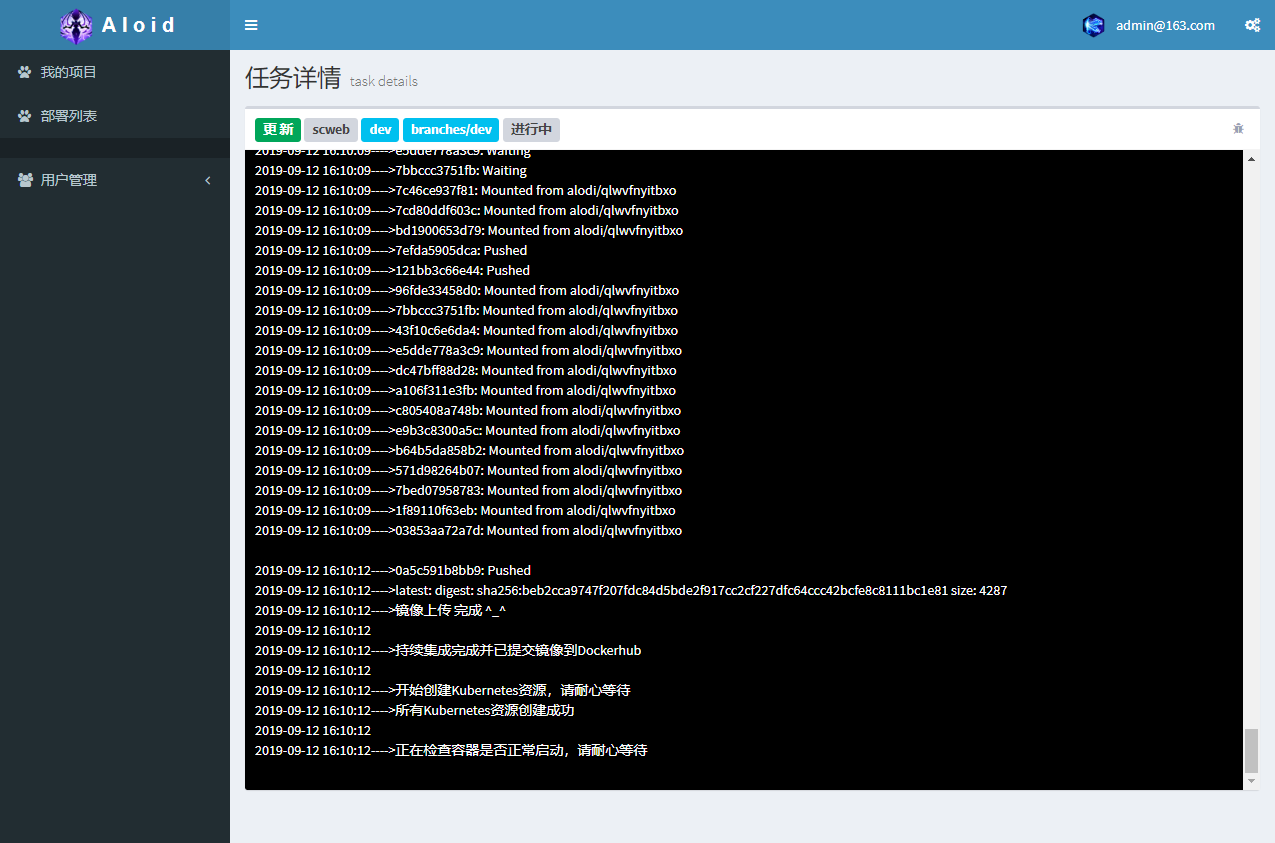 Aloid
admin@163.com
我的项目
部署列表
用户管理
任务详情 task details
更新 scweb dev branches/dev 进行中
2019-09-12 16:10:09---->e5dde778a3c9: Waiting
2019-09-12 16:10:09---->7bbccc3751fb: Waiting
2019-09-12 16:10:09---->7c46ce937f81: Mounted from alodi/qlwvfnyitbxo
2019-09-12 16:10:09---->7cd80ddf603c: Mounted from alodi/qlwvfnyitbxo
2019-09-12 16:10:09---->bd1900653d79: Mounted from alodi/qlwvfnyitbxo
2019-09-12 16:10:09---->7efda5905dca: Pushed
2019-09-12 16:10:09---->121bb3c66e44: Pushed
2019-09-12 16:10:09---->96fde33458d0: Mounted from alodi/qlwvfnyitbxo
2019-09-12 16:10:09---->7bbccc3751fb: Mounted from alodi/qlwvfnyitbxo
2019-09-12 16:10:09---->43f10c6e6da4: Mounted from alodi/qlwvfnyitbxo
2019-09-12 16:10:09---->e5dde778a3c9: Mounted from alodi/qlwvfnyitbxo
2019-09-12 16:10:09---->dc47bff88d28: Mounted from alodi/qlwvfnyitbxo
2019-09-12 16:10:09---->a106f311e3fb: Mounted from alodi/qlwvfnyitbxo
2019-09-12 16:10:09---->c805408a748b: Mounted from alodi/qlwvfnyitbxo
2019-09-12 16:10:09---->e9b3c8300a5c: Mounted from alodi/qlwvfnyitbxo
2019-09-12 16:10:09---->b64b5da858b2: Mounted from alodi/qlwvfnyitbxo
2019-09-12 16:10:09---->571d98264b07: Mounted from alodi/qlwvfnyitbxo
2019-09-12 16:10:09---->7bed07958783: Mounted from alodi/qlwvfnyitbxo
2019-09-12 16:10:09---->1f89110f63eb: Mounted from alodi/qlwvfnyitbxo
2019-09-12 16:10:09---->03853aa72a7d: Mounted from alodi/qlwvfnyitbxo
2019-09-12 16:10:12---->0a5c591b8bb9: Pushed
2019-09-12 16:10:12---->latest: digest: sha256:beb2cca9747f207fdc84d5bde2f917cc2cf227dfc64ccc42bcfe8c8111bc1e81 size: 4287
2019-09-12 16:10:12---->镜像上传 完成 ^_^
2019-09-12 16:10:12
2019-09-12 16:10:12---->持续集成完成并已提交镜像到Dockerhub
2019-09-12 16:10:12
2019-09-12 16:10:12---->开始创建Kubernetes资源，请耐心等待
2019-09-12 16:10:12---->所有Kubernetes资源创建成功
2019-09-12 16:10:12
2019-09-12 16:10:12---->正在检查容器是否正常启动，请耐心等待